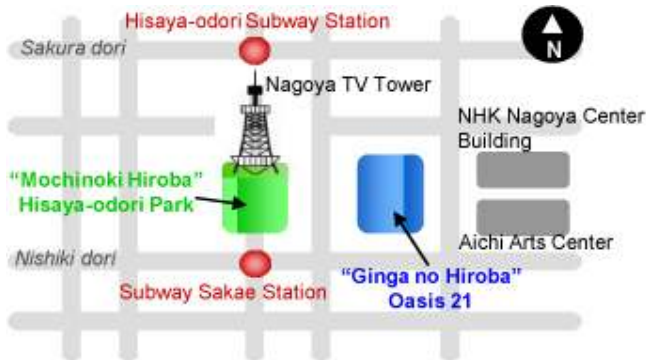 Hisaya-odori Subway Station
Sakura dori
N
Nagoya TV Tower
NHK Nagoya Center
Building
“Mochinoki Hiroba”
Hisaya-odori Park
Aichi Arts Center
Nishiki dori
“Ginga no Hiroba”
Oasis 21
Subway Sakae Station